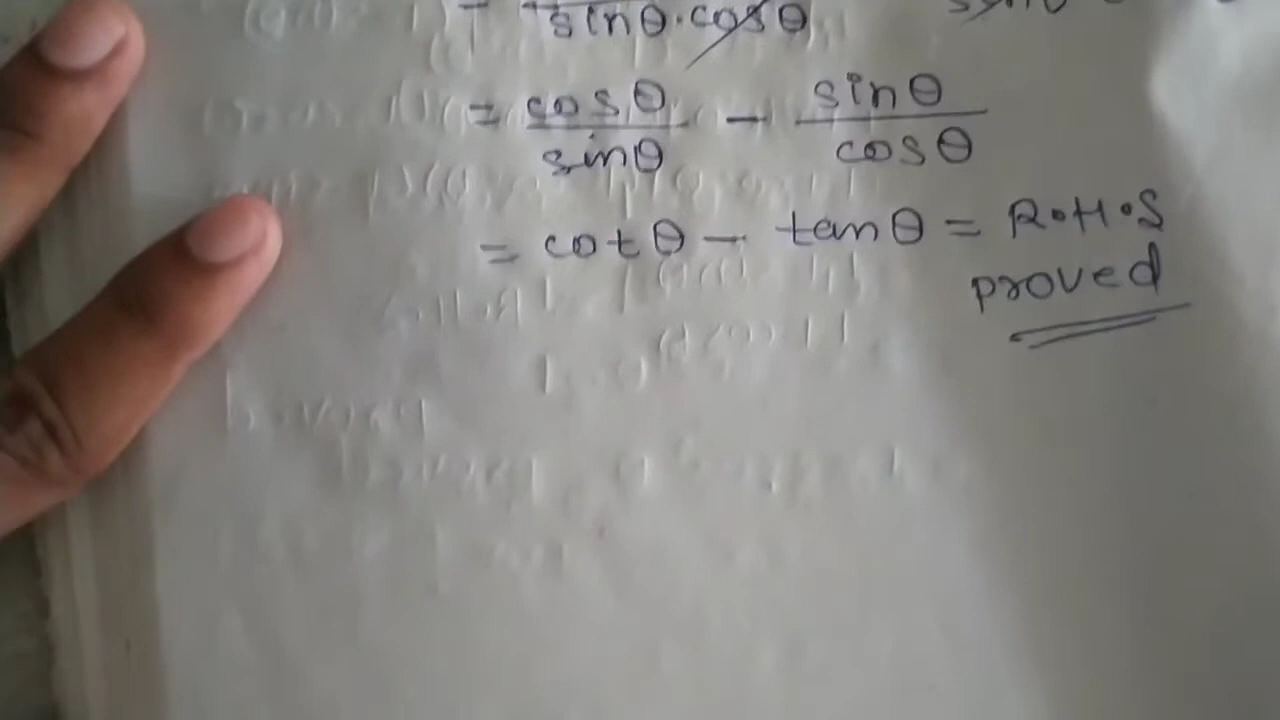 = sinθ·cosθ
= cosθ/sinθ - sinθ/cosθ
= cotθ - tanθ = R.H.S
proved